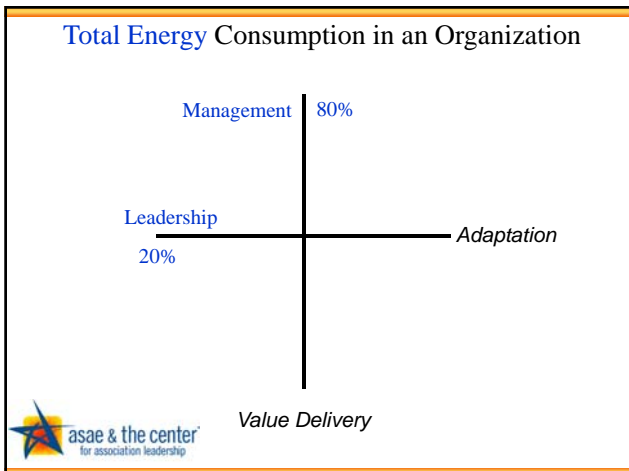 Total Energy Consumption in an Organization
Management 80%
Leadership
Adaptation
20%
Value Delivery
asae & the center
for association leadership